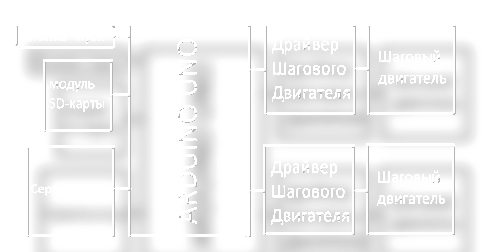 модуль
SD-карты
ARDUINO UNO
Драйвер
Шагового
Двигателя
Шаговый
двигатель
Драйвер
Шагового
Двигателя
Шаговый
двигатель